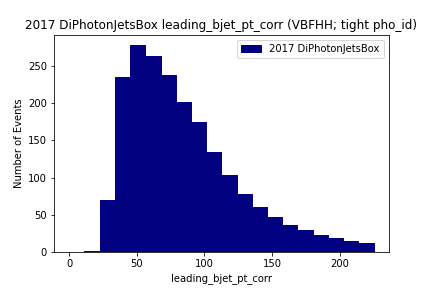 2017 DiPhotonJetsBox leading_bjet_pt_corr (VBFHH; tight pho_id)
2017 DiPhotonJetsBox
Number of Events
250
200
150
100
50
0
0 50 100 150 200
leading_bjet_pt_corr